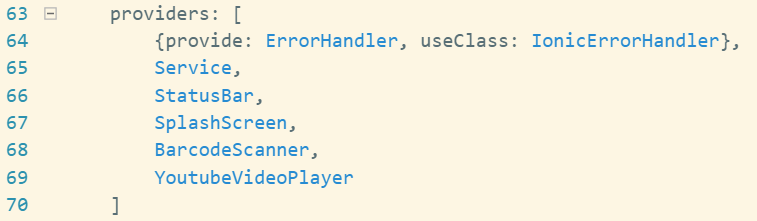 63 providers: [
64 {provide: ErrorHandler, useClass: IonicErrorHandler},
65 Service,
66 StatusBar,
67 SplashScreen,
68 BarcodeScanner,
69 YoutubeVideoPlayer
70 ]